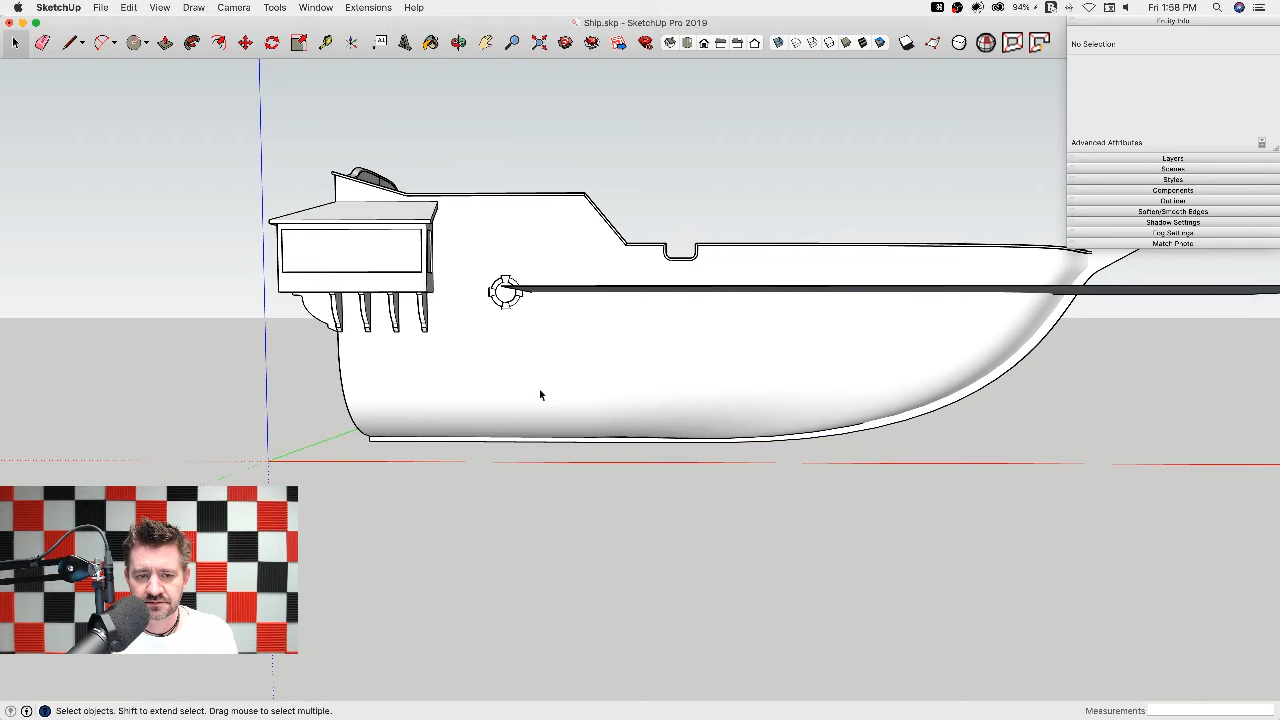 SketchUp File Edit View Draw Camera Tools Window Extensions Help 94% Fri 1:58 PM
Ship.skp - SketchUp Pro 2019
Entity Info
No Selection
Advanced Attributes
Layers
Scenes
Styles
Components
Outliner
Soften/Smooth Edges
Shadow Settings
Fog Settings
Match Photo
Select objects. Shift to extend select. Drag mouse to select multiple.
Measurements